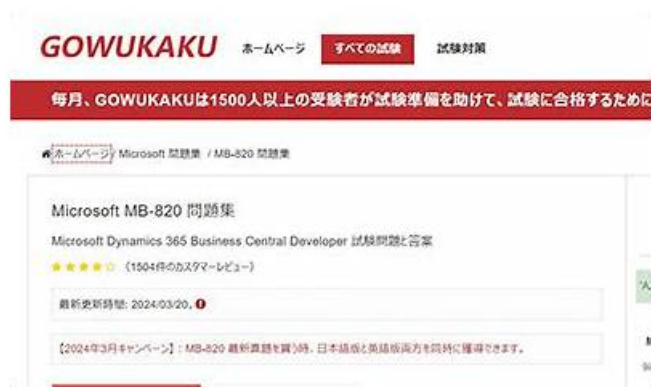 GOWUKAKU ホームページ すべての試験 試験対策
毎月、GOWUKAKUは1500人以上の受験者が試験準備を助けて、試験に合格するために
ホームページ/ Microsoft 問題集 / MB-820 問題集
Microsoft MB-820 問題集
Microsoft Dynamics 365 Business Central Developer 試験問題と答案
(1504件のカスタマーレビュー)
最新更新時間: 2024/03/20。
【2024年3月キャンペーン】: MB-820 最新真題を買う時、日本語版と英語版両方を同時に獲得できます。